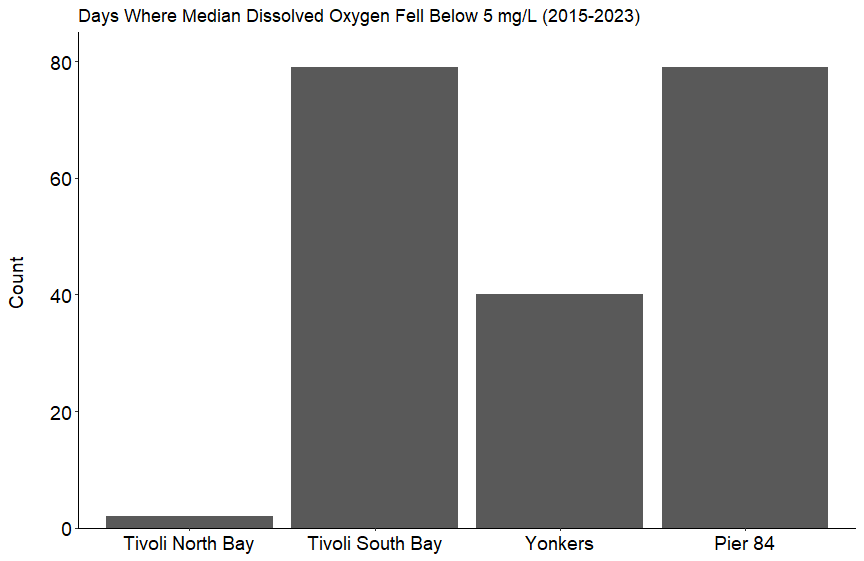 Days Where Median Dissolved Oxygen Fell Below 5 mg/L (2015-2023)
80
60
40
20
0
Count
Tivoli North Bay
Tivoli South Bay
Yonkers
Pier 84